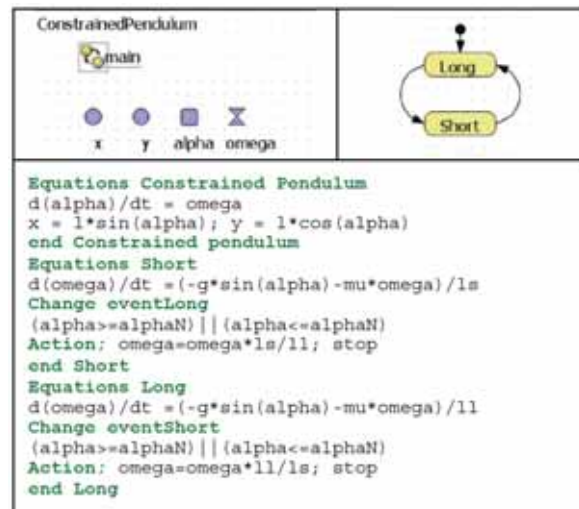 ConstrainedPendulum
main
x y alpha omega
Long
Short
Equations Constrained Pendulum
d(alpha)/dt = omega
x = l*sin(alpha); y = l*cos(alpha)
end Constrained pendulum
Equations Short
d(omega)/dt =(-g*sin(alpha)-mu*omega)/ls
Change eventLong
(alpha>=alphaN)||(alpha<=alphaN)
Action: omega=omega*ls/ll; stop
end Short
Equations Long
d(omega)/dt =(-g*sin(alpha)-mu*omega)/ll
Change eventShort
(alpha>=alphaN)||(alpha<=alphaN)
Action: omega=omega*ll/ls; stop
end Long